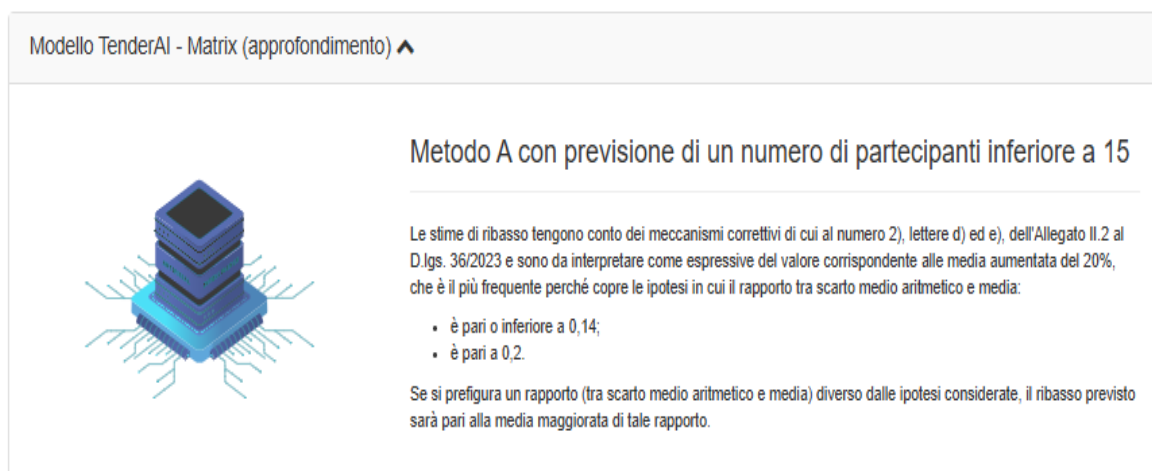 Modello TenderAI - Matrix (approfondimento)
Metodo A con previsione di un numero di partecipanti inferiore a 15
Le stime di ribasso tengono conto dei meccanismi correttivi di cui al numero 2), lettere d) ed e), dell'Allegato II.2 al
D.lgs. 36/2023 e sono da interpretare come espressive del valore corrispondente alle media aumentata del 20%,
che è il più frequente perché copre le ipotesi in cui il rapporto tra scarto medio aritmetico e media:
• è pari o inferiore a 0,14;
• è pari a 0,2.
Se si prefigura un rapporto (tra scarto medio aritmetico e media) diverso dalle ipotesi considerate, il ribasso previsto
sarà pari alla media maggiorata di tale rapporto.